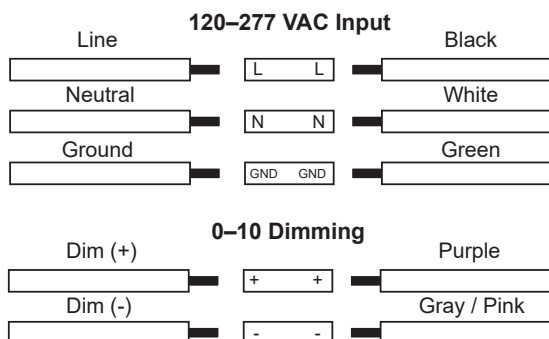 120–277 VAC Input
Line Black
L L
Neutral White
N N
Ground Green
GND GND
0–10 Dimming
Dim (+) Purple
+ +
Dim (-) Gray / Pink
- -